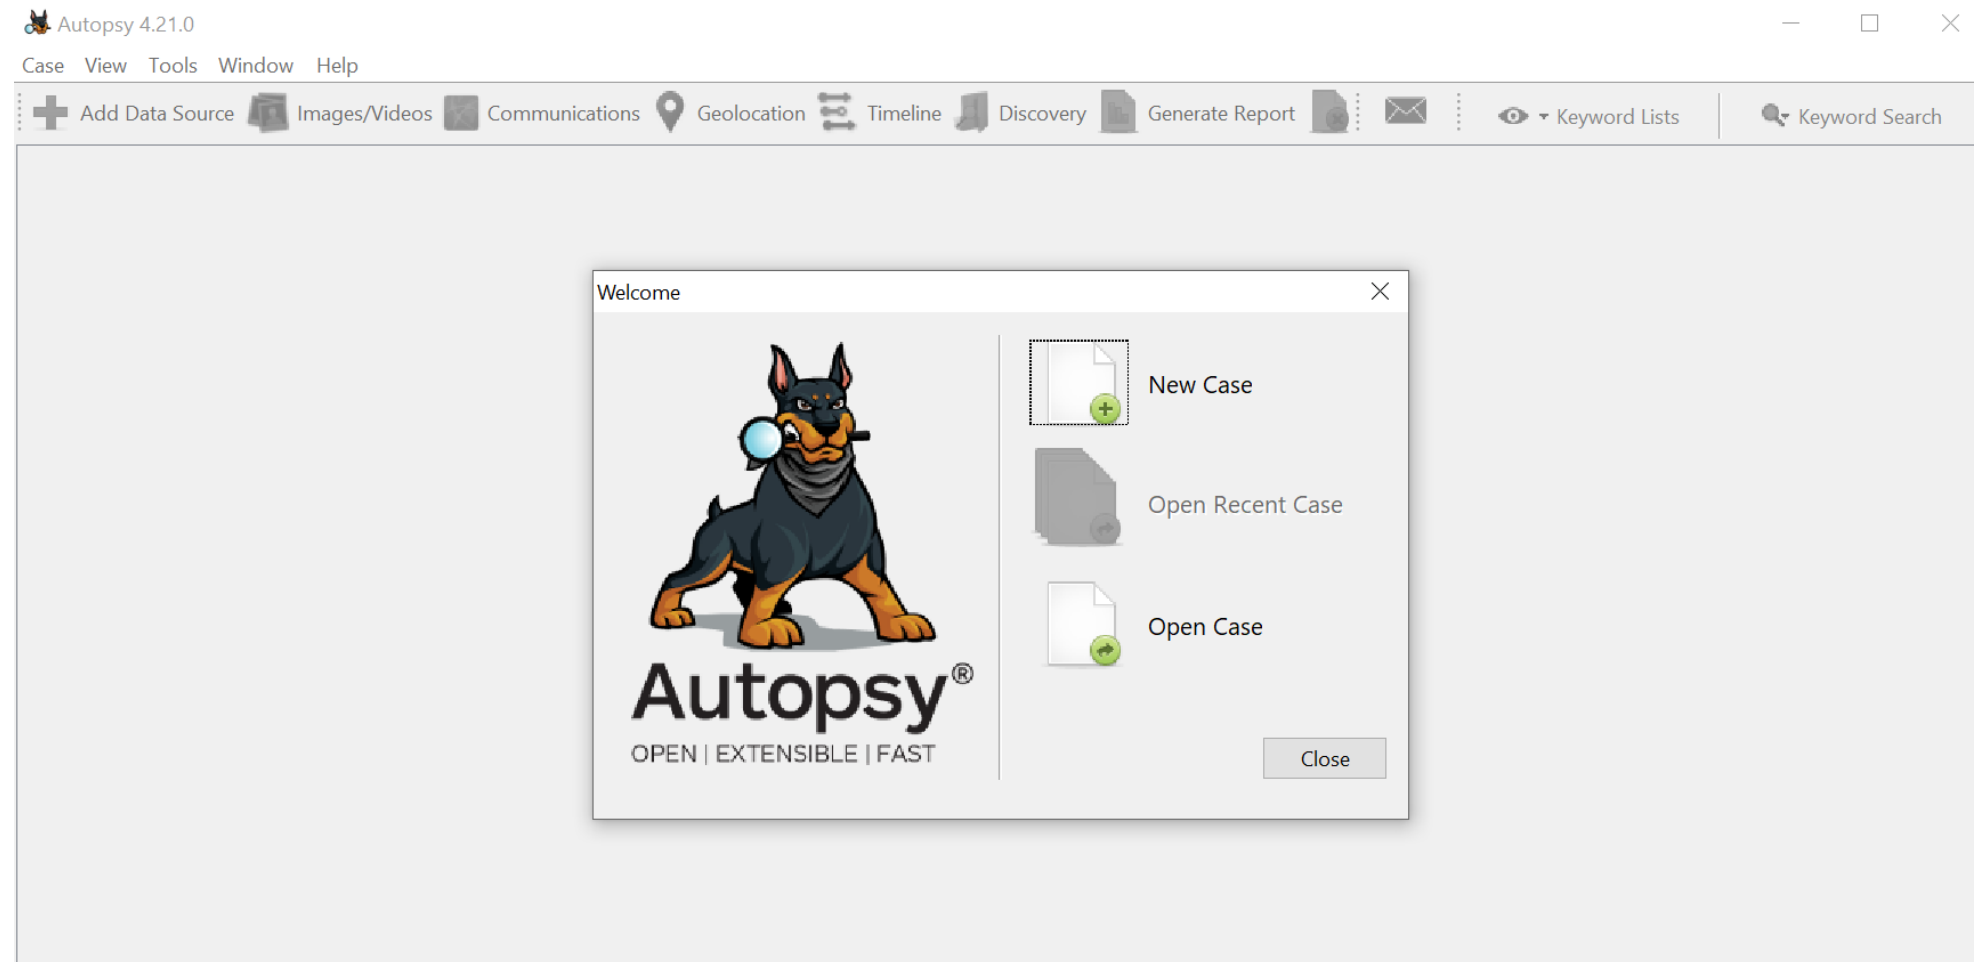 Autopsy 4.21.0
Case View Tools Window Help
Add Data Source Images/Videos Communications Geolocation Timeline Discovery Generate Report Keyword Lists Keyword Search
Welcome
New Case
Open Recent Case
Open Case
Autopsy®
OPEN | EXTENSIBLE | FAST
Close